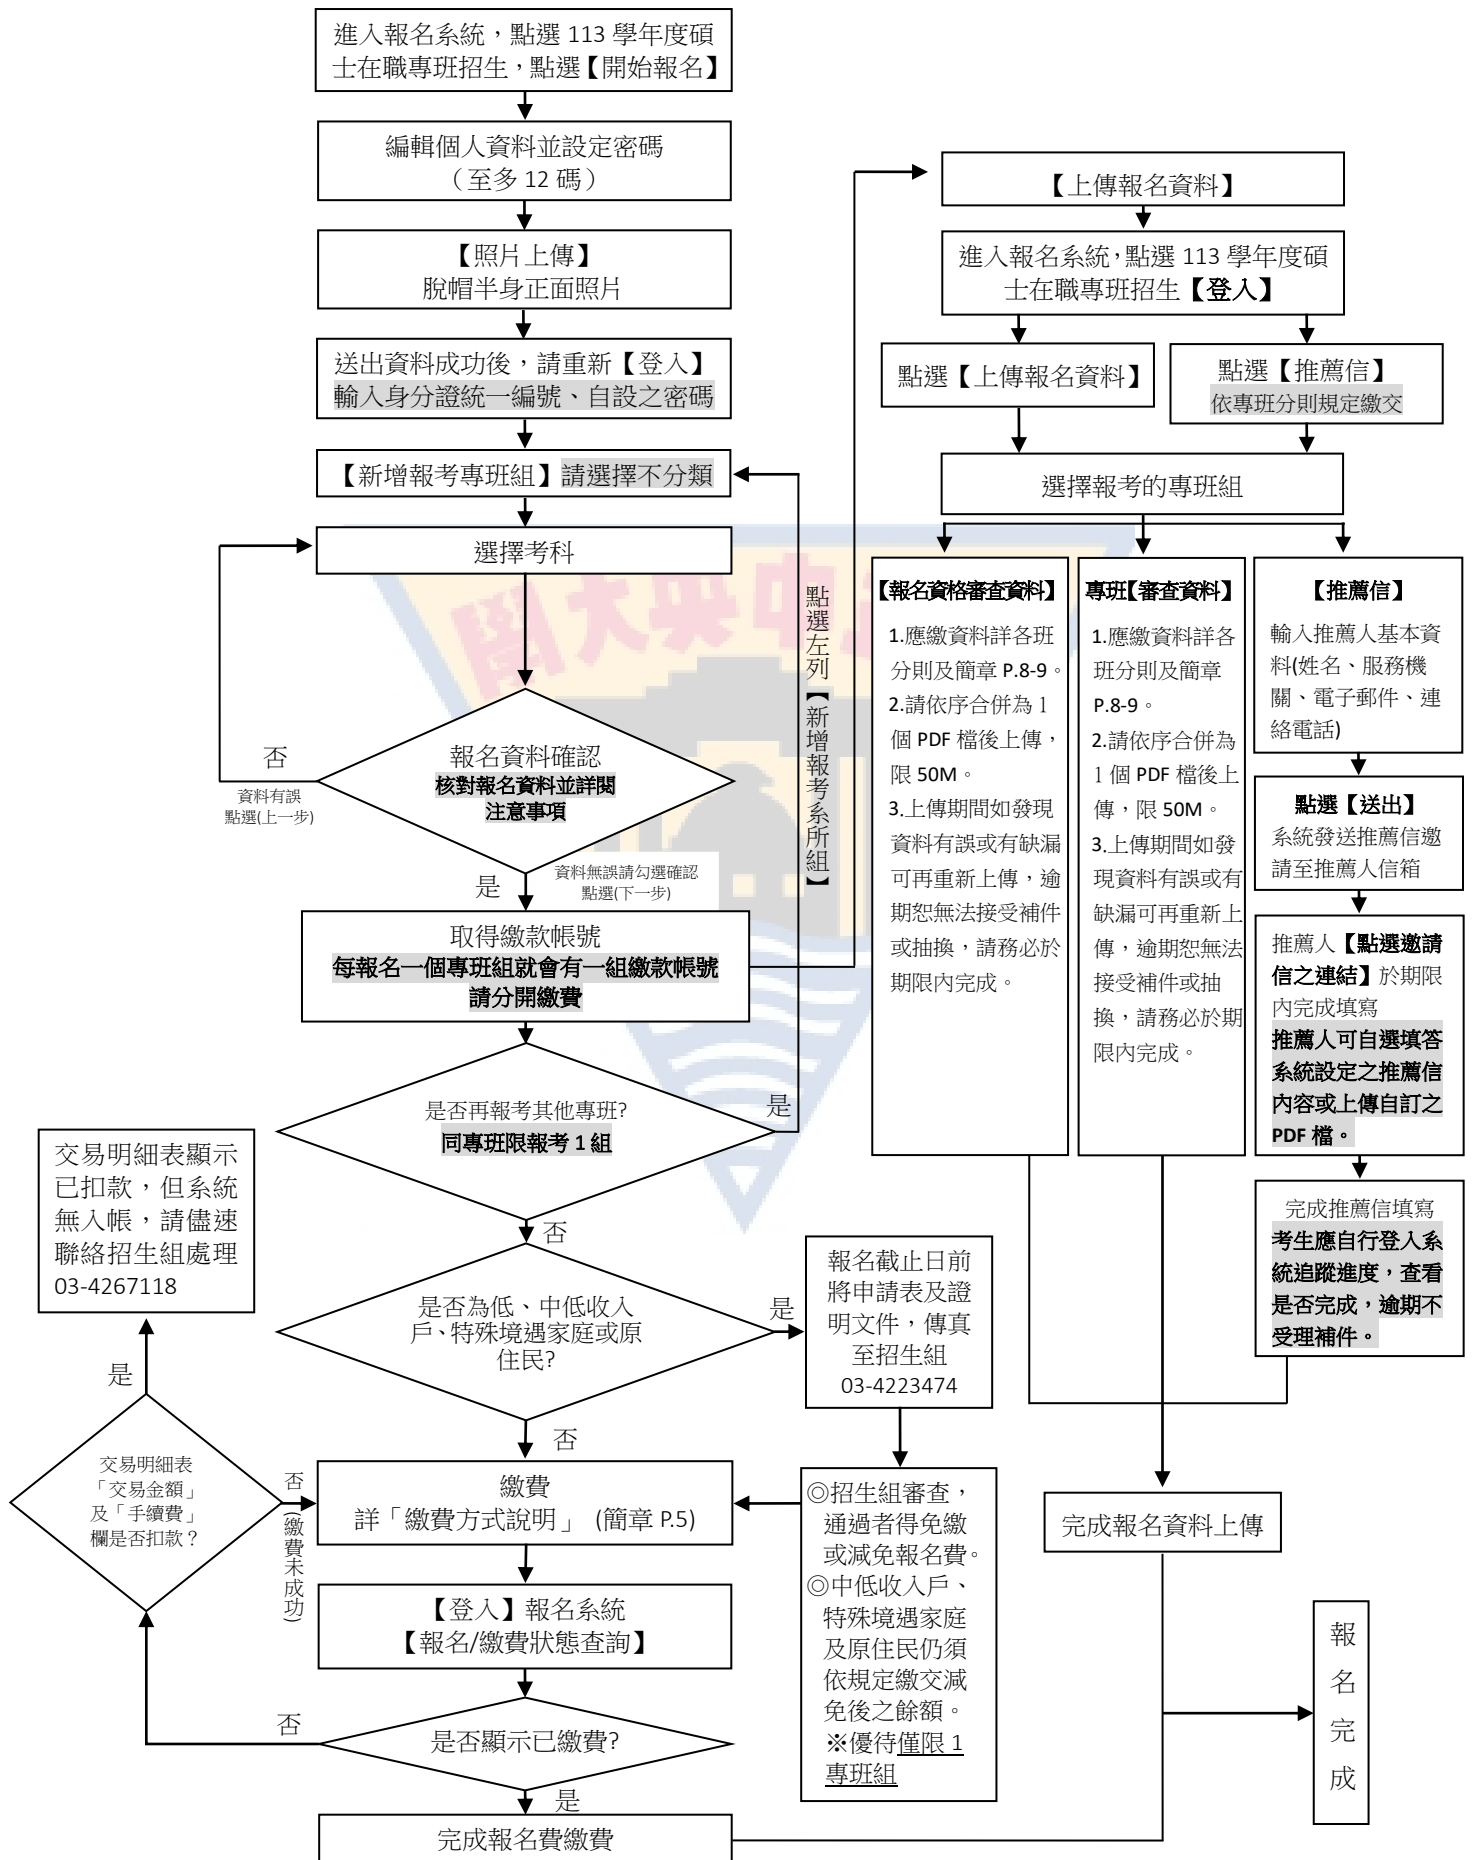 進入報名系統，點選 113 學年度碩
士在職專班招生，點選【開始報名】
編輯個人資料並設定密碼
（至多 12 碼）
【照片上傳】
脫帽半身正面照片
送出資料成功後，請重新【登入】
輸入身分證統一編號、自設之密碼
【新增報考專班組】請選擇不分類
選擇考科
報名資料確認
核對報名資料並詳閱
注意事項
否
資料有誤
點選(上一步)
是
資料無誤請勾選確認
點選(下一步)
取得繳款帳號
每報名一個專班組就會有一組繳款帳號
請分開繳費
點選左列【新增報考系所組】
是否再報考其他專班?
同專班限報考 1 組
是
否
是否為低、中低收入
戶、特殊境遇家庭或原
住民?
是
否
報名截止日前
將申請表及證
明文件，傳真
至招生組
03-4223474
◎招生組審查，
通過者得免繳
或減免報名費。
◎中低收入戶、
特殊境遇家庭
及原住民仍須
依規定繳交減
免後之餘額。
※優待僅限 1
專班組
繳費
詳「繳費方式說明」 (簡章 P.5)
【登入】報名系統
【報名/繳費狀態查詢】
是否顯示已繳費?
否
是
完成報名費繳費
交易明細表
「交易金額」
及「手續費」
欄是否扣款？
否
(繳費未成功)
是
交易明細表顯示
已扣款，但系統
無入帳，請儘速
聯絡招生組處理
03-4267118
【上傳報名資料】
進入報名系統，點選 113 學年度碩
士在職專班招生【登入】
點選【上傳報名資料】
點選【推薦信】
依專班分則規定繳交
選擇報考的專班組
【報名資格審查資料】
1.應繳資料詳各班
分則及簡章 P.8-9。
2.請依序合併為 1
個 PDF 檔後上傳，
限 50M。
3.上傳期間如發現
資料有誤或有缺漏
可再重新上傳，逾
期恕無法接受補件
或抽換，請務必於
期限內完成。
專班【審查資料】
1.應繳資料詳各
班分則及簡章
P.8-9。
2.請依序合併為
1 個 PDF 檔後上
傳，限 50M。
3.上傳期間如發
現資料有誤或有
缺漏可再重新上
傳，逾期恕無法
接受補件或抽
換，請務必於期
限內完成。
【推薦信】
輸入推薦人基本資
料(姓名、服務機
關、電子郵件、連
絡電話)
點選【送出】
系統發送推薦信邀
請至推薦人信箱
推薦人【點選邀請
信之連結】於期限
內完成填寫
推薦人可自選填答
系統設定之推薦信
內容或上傳自訂之
PDF 檔。
完成推薦信填寫
考生應自行登入系
統追蹤進度，查看
是否完成，逾期不
受理補件。
完成報名資料上傳
報名完成
學大央中